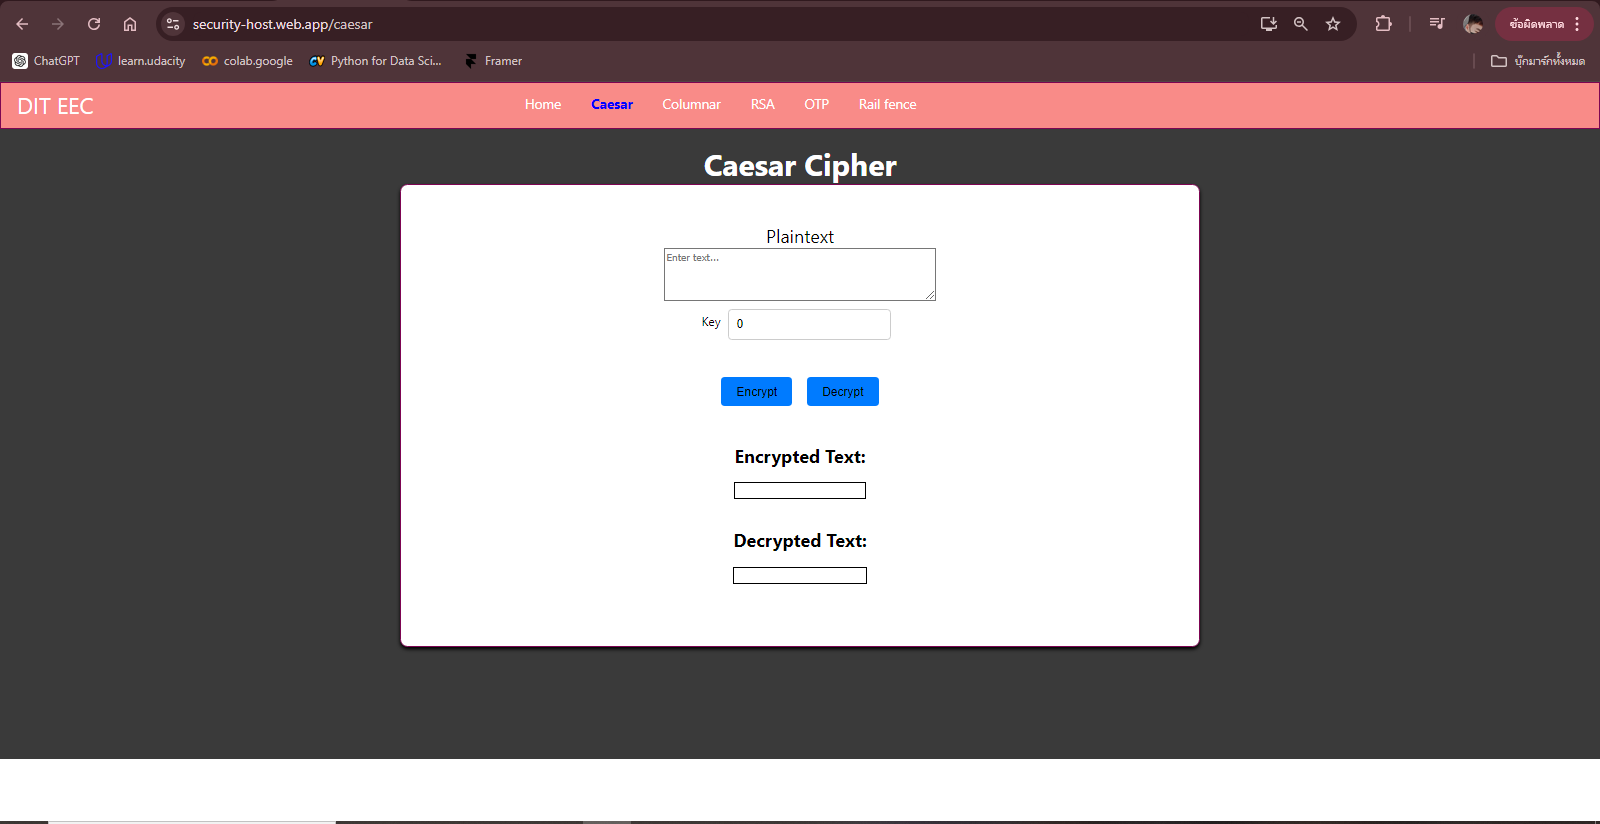 security-host.web.app/caesar
ข้อผิดพลาด
ChatGPT
learn.udacity
colab.google
Python for Data Sci...
Framer
บุ๊กมาร์กทั้งหมด
DIT EEC
Home
Caesar
Columnar
RSA
OTP
Rail fence
Caesar Cipher
Plaintext
Enter text...
Key
0
Encrypt
Decrypt
Encrypted Text:
Decrypted Text: